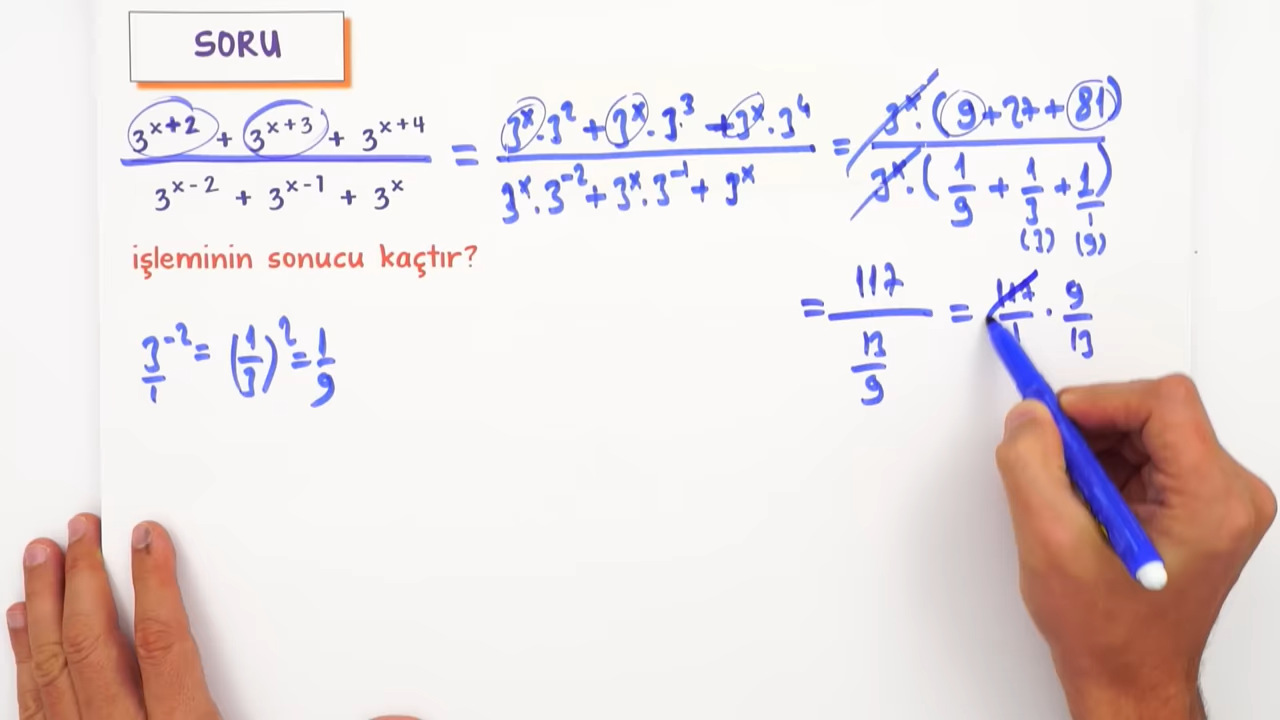 SORU
3^(x+2) + 3^(x+3) + 3^(x+4) / 3^(x-2) + 3^(x-1) + 3^x = 3^x.3^2 + 3^x.3^3 + 3^x.3^4 / 3^x.3^-2 + 3^x.3^-1 + 3^x = 3^x.(9+27+81) / 3^x.(1/9 + 1/3 + 1/1)
(3) (9)
işleminin sonucu kaçtır?
= 117 / (13/9) = 117/1 . 9/13
3^-2/1 = (1/3)^2 = 1/9